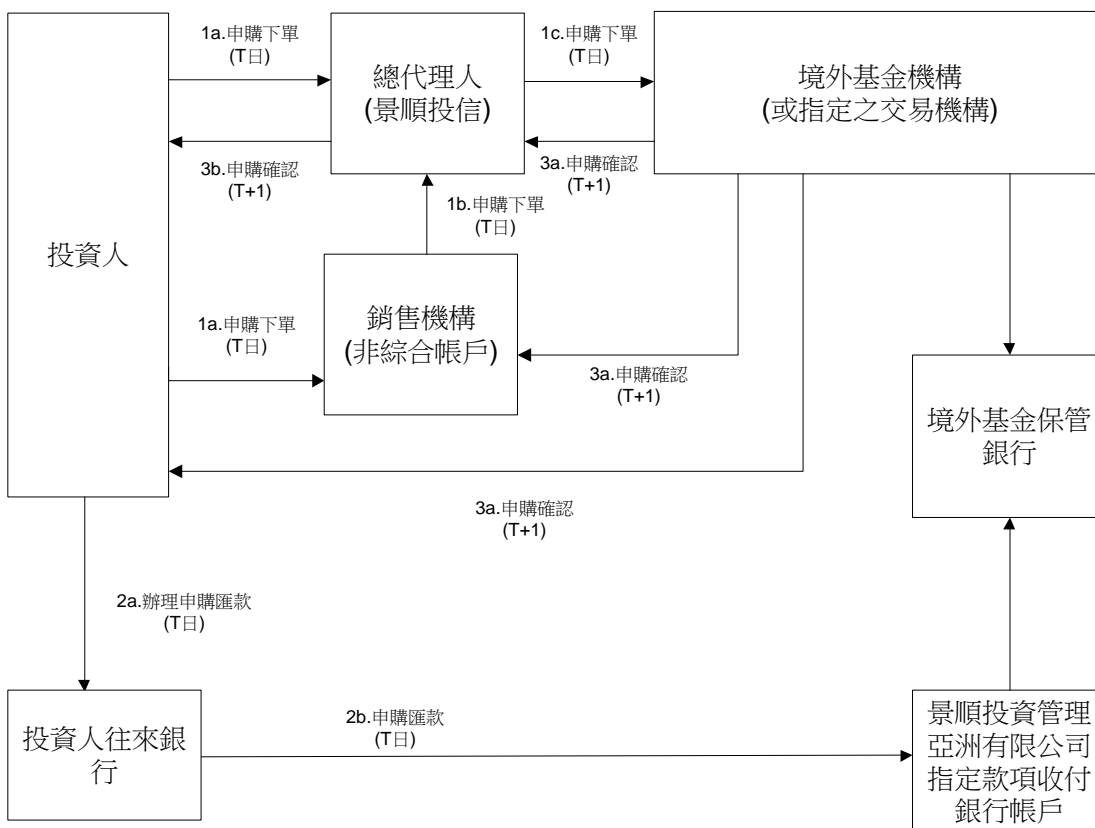 1a.申購下單
(T日)
1c.申購下單
(T日)
總代理人
(景順投信)
境外基金機構
(或指定之交易機構)
3b.申購確認
(T+1)
3a.申購確認
(T+1)
1b.申購下單
(T日)
投資人
銷售機構
(非綜合帳戶)
1a.申購下單
(T日)
3a.申購確認
(T+1)
境外基金保管
銀行
3a.申購確認
(T+1)
2a.辦理申購匯款
(T日)
投資人往來銀
行
2b.申購匯款
(T日)
景順投資管理
亞洲有限公司
指定款項收付
銀行帳戶